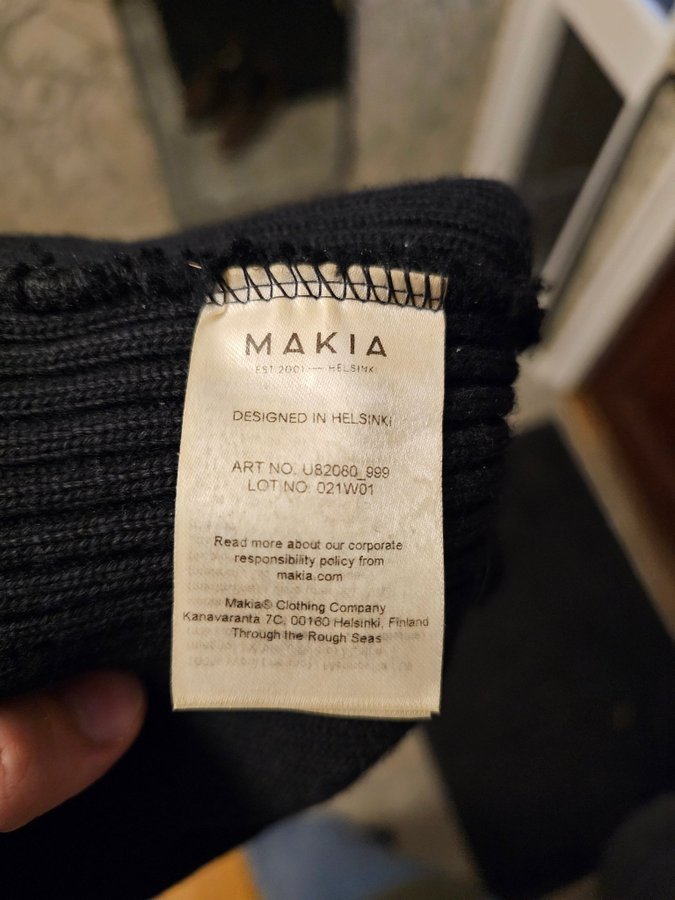 MAKIA
EST 2001 — HELSINKI
DESIGNED IN HELSINKI
ART NO. U82060_999
LOT NO: 021W01
Read more about our corporate
responsibility policy from
makia.com
Makia® Clothing Company
Kanavaranta 7C, 00160 Helsinki, Finland
Through the Rough Seas